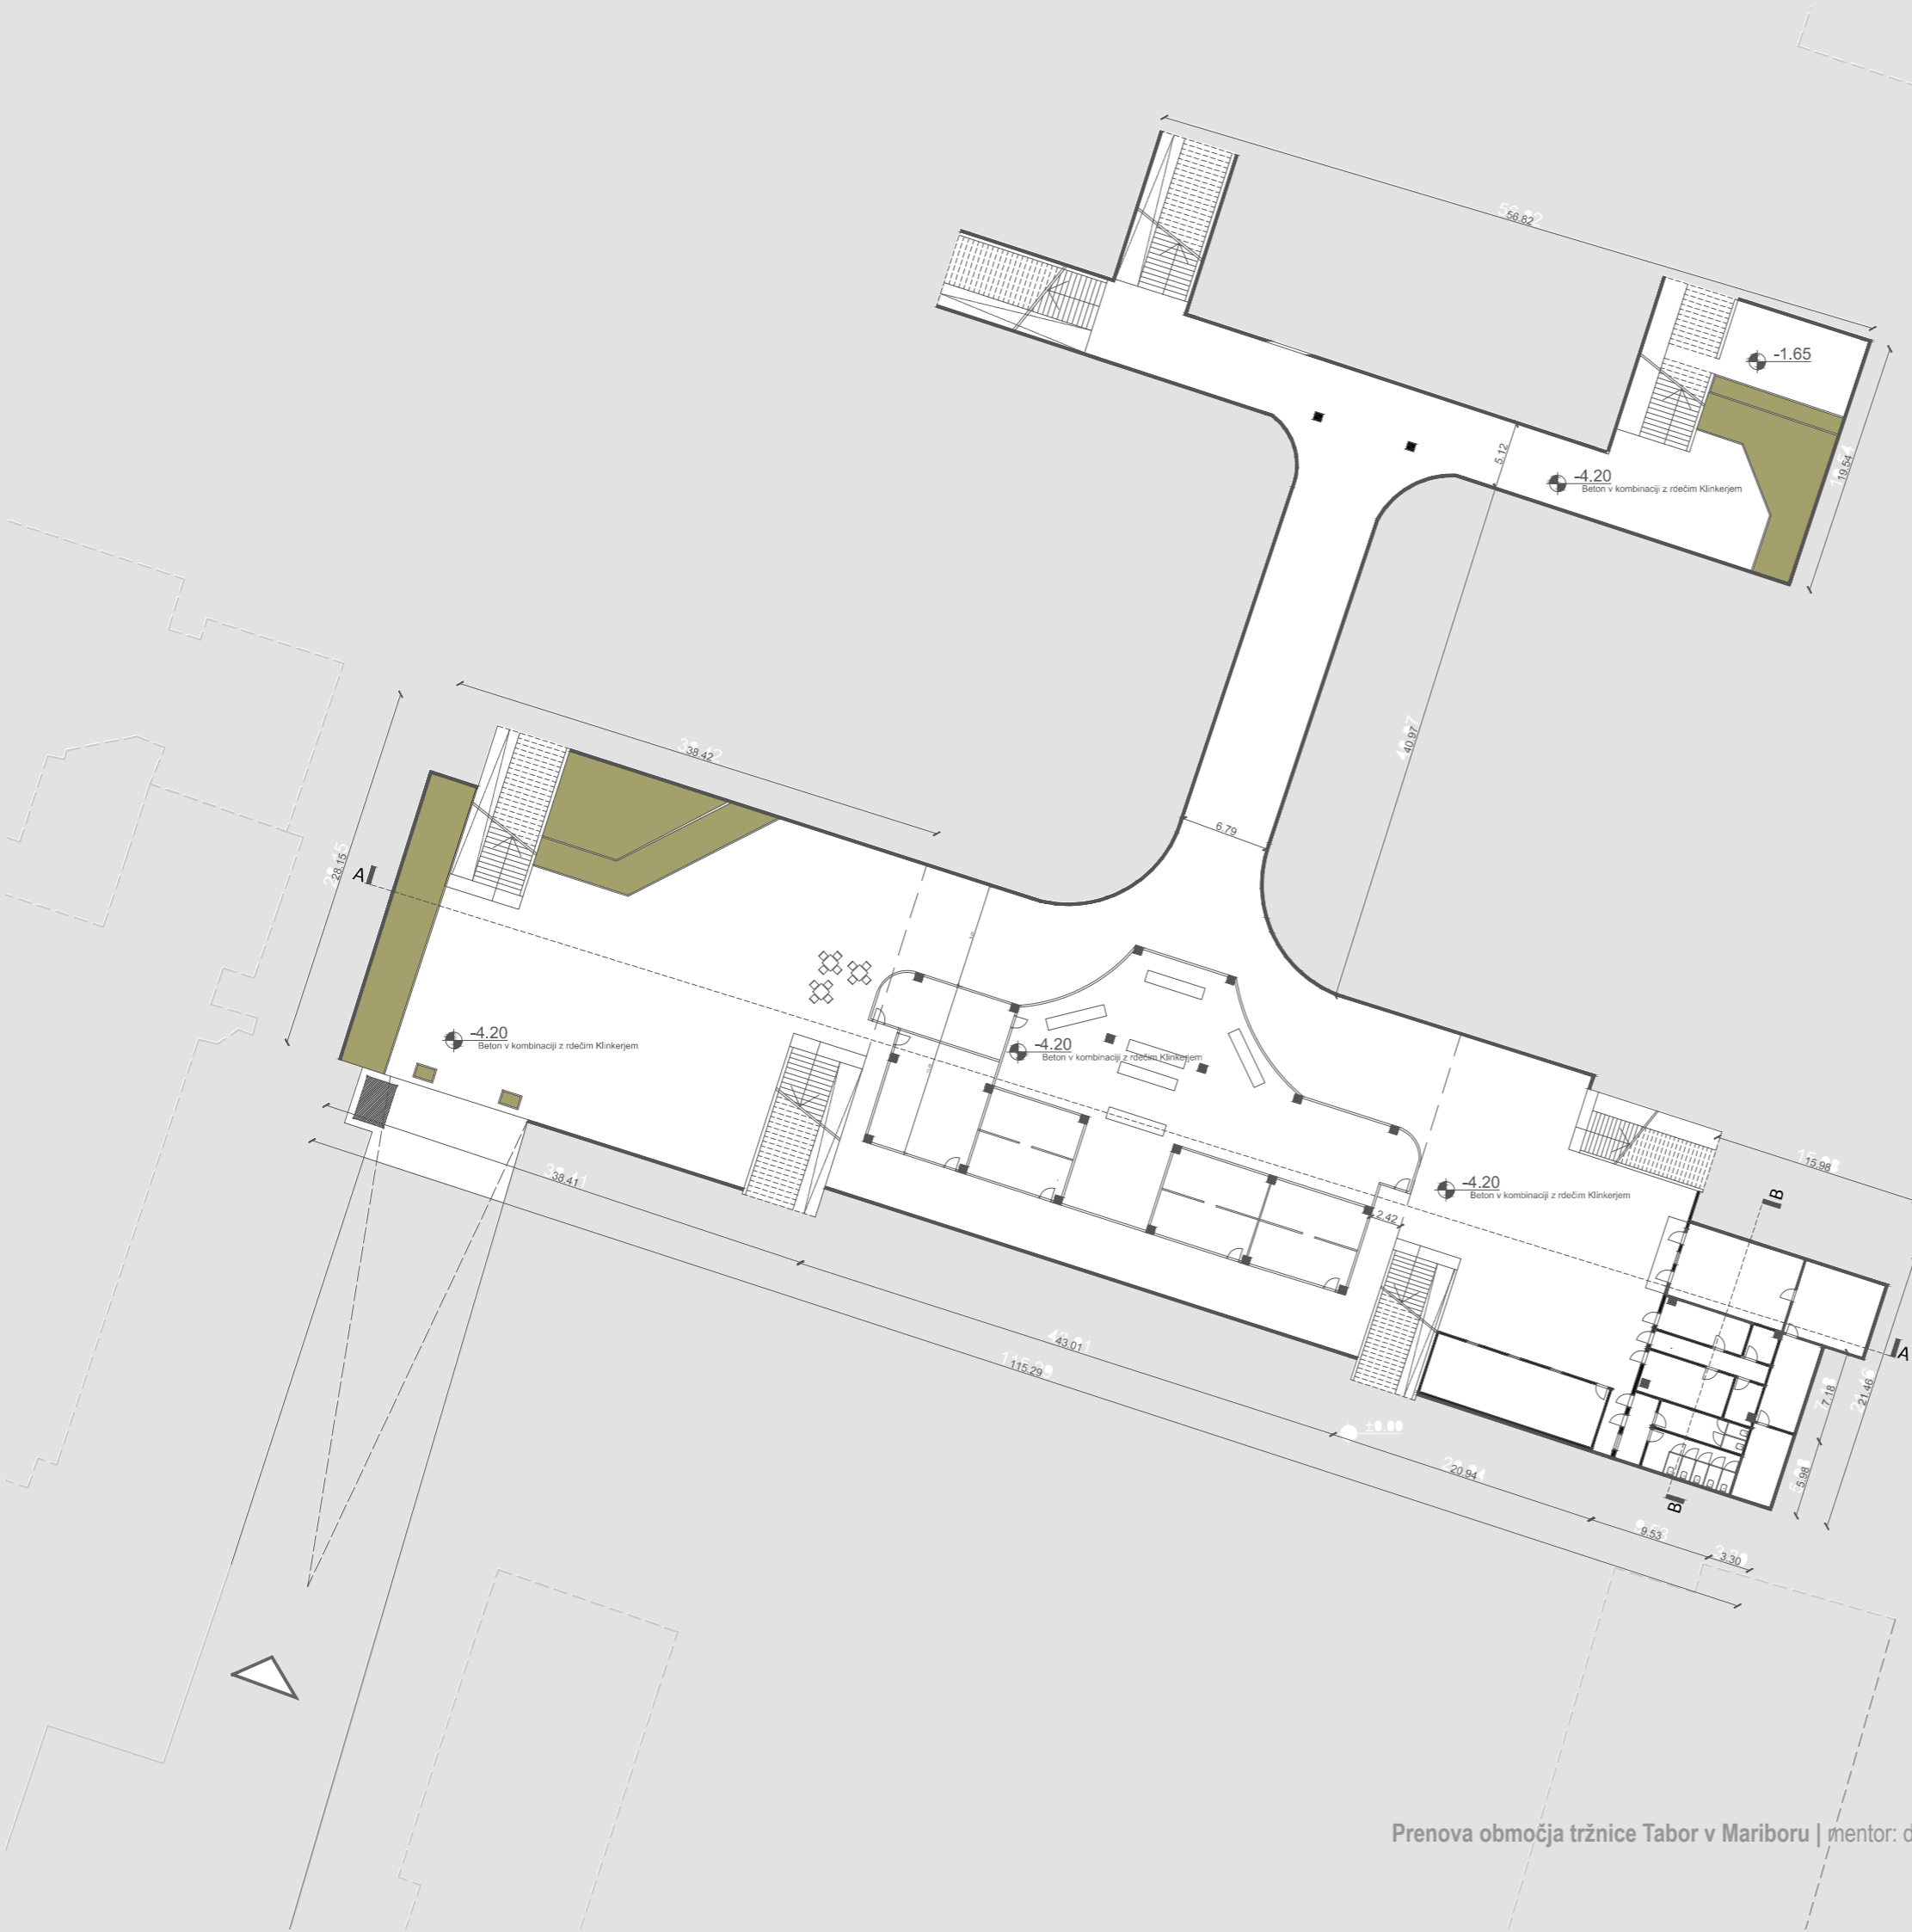 56.82
-1.65
19.54
5.12
-4.20
Beton v kombinaciji z rdečim Klinkerjem
40.97
38.42
6.79
28.15
A
-4.20
Beton v kombinaciji z rdečim Klinkerjem
-4.20
Beton v kombinaciji z rdečim Klinkerjem
-4.20
Beton v kombinaciji z rdečim Klinkerjem
15.98
B
2.42
38.41
43.01
115.29
A
7.18
21.46
±0.00
20.94
5.98
B
9.53
3.30
Prenova območja tržnice Tabor v Mariboru | mentor: d